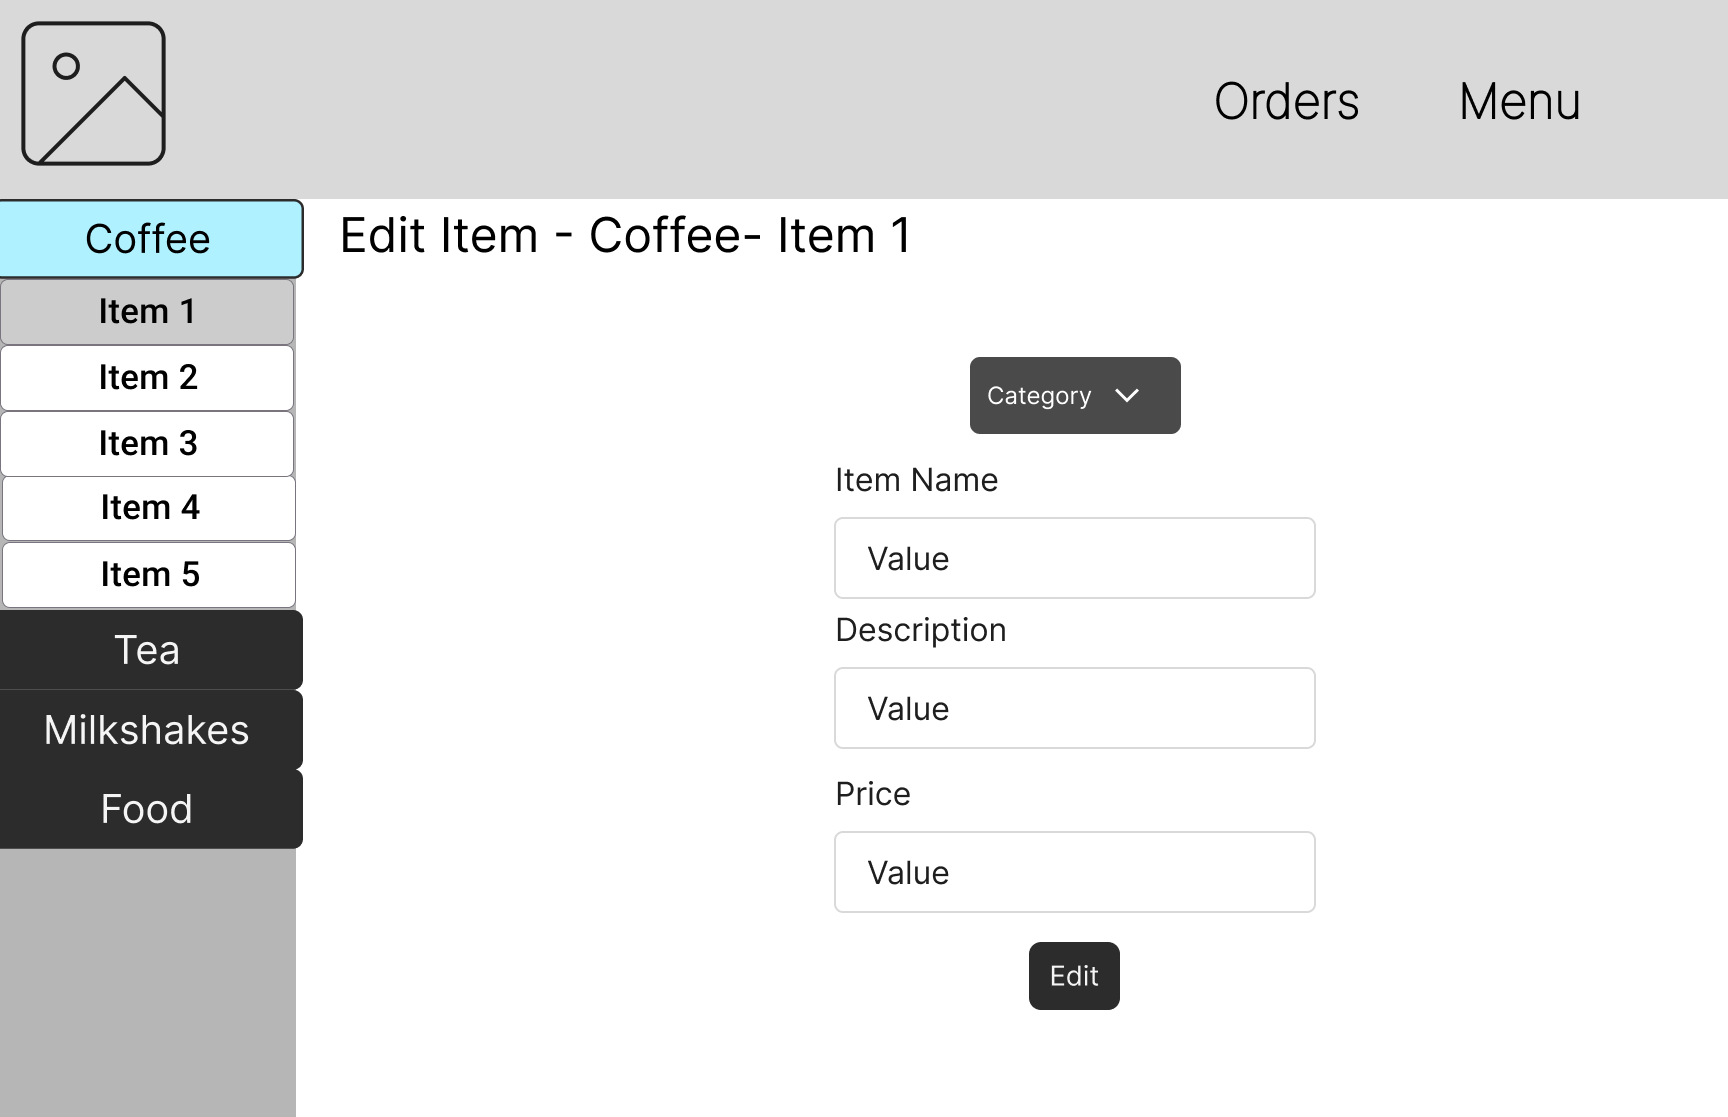 Orders
Menu
Coffee
Edit Item - Coffee- Item 1
Item 1
Item 2
Item 3
Item 4
Item 5
Tea
Milkshakes
Food
Category
Item Name
Value
Description
Value
Price
Value
Edit